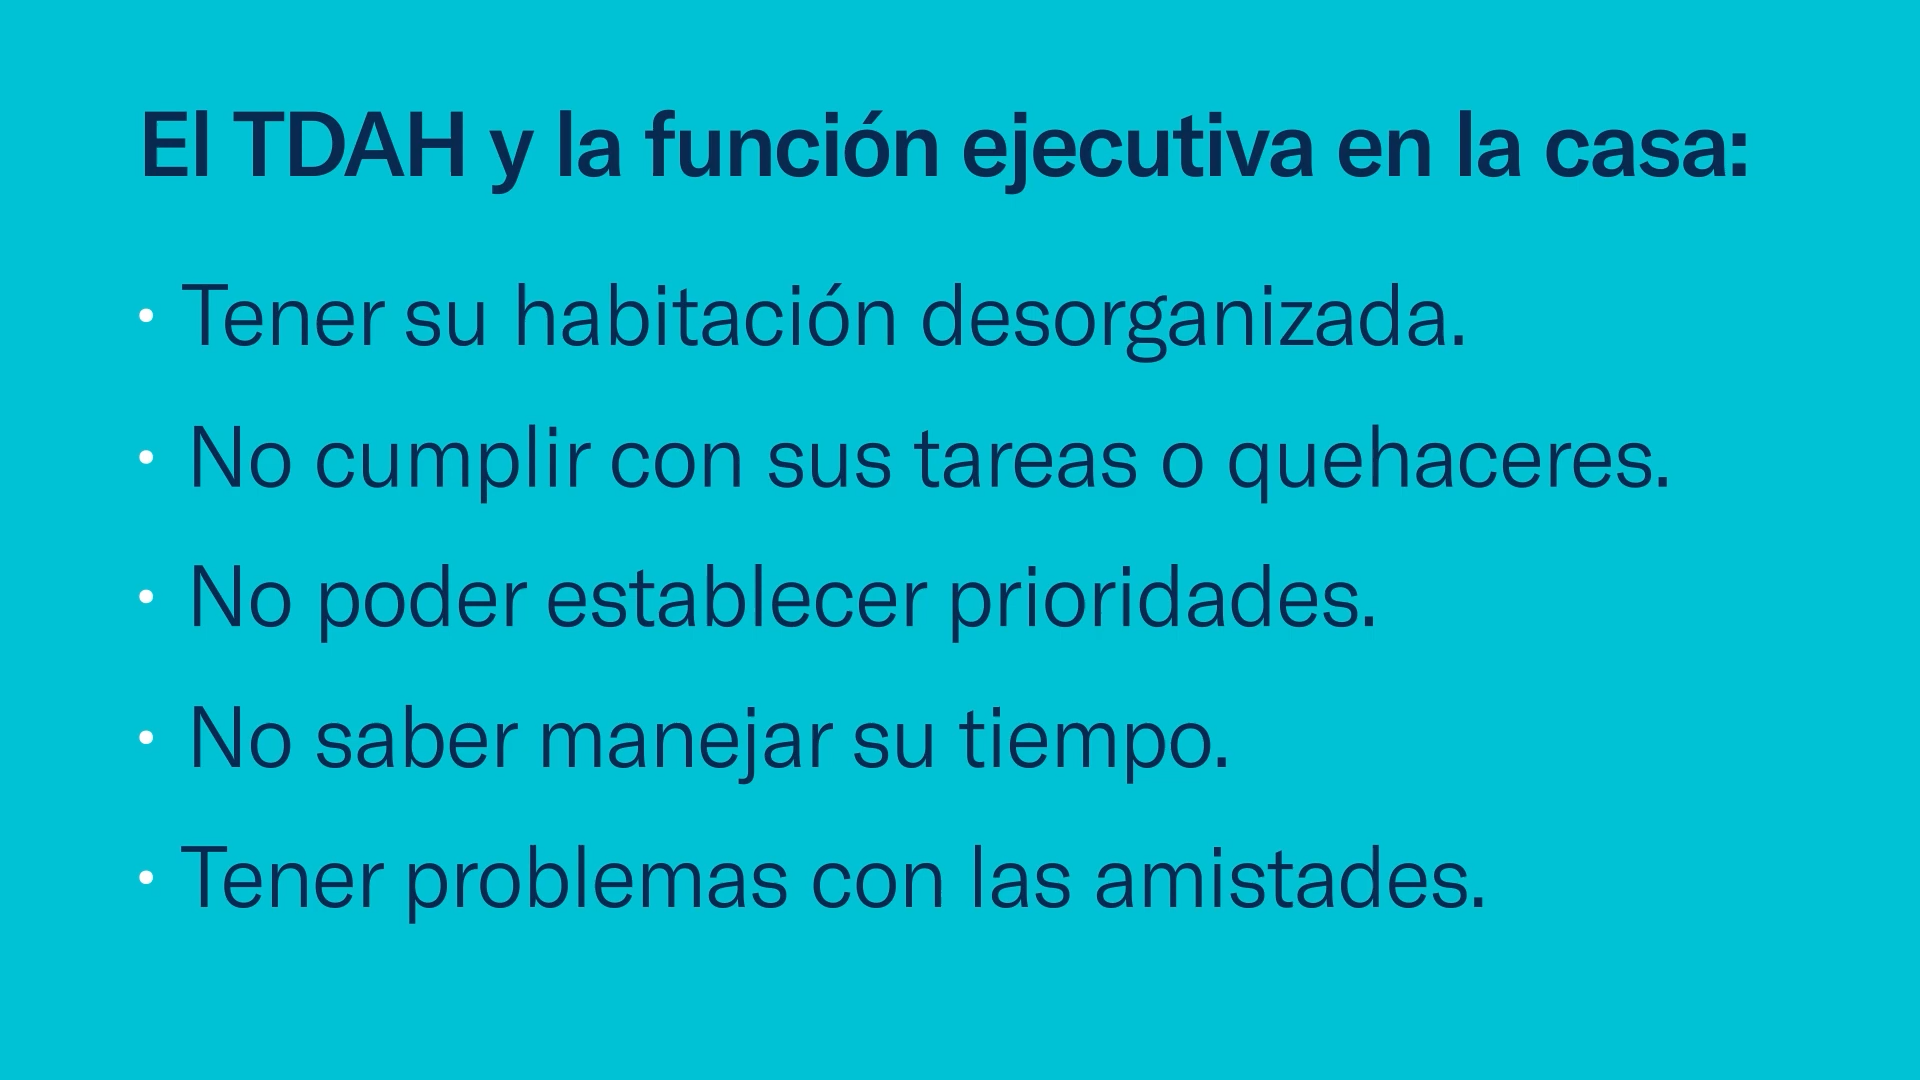 El TDAH y la función ejecutiva en la casa:
• Tener su habitación desorganizada.
• No cumplir con sus tareas o quehaceres.
• No poder establecer prioridades.
• No saber manejar su tiempo.
• Tener problemas con las amistades.